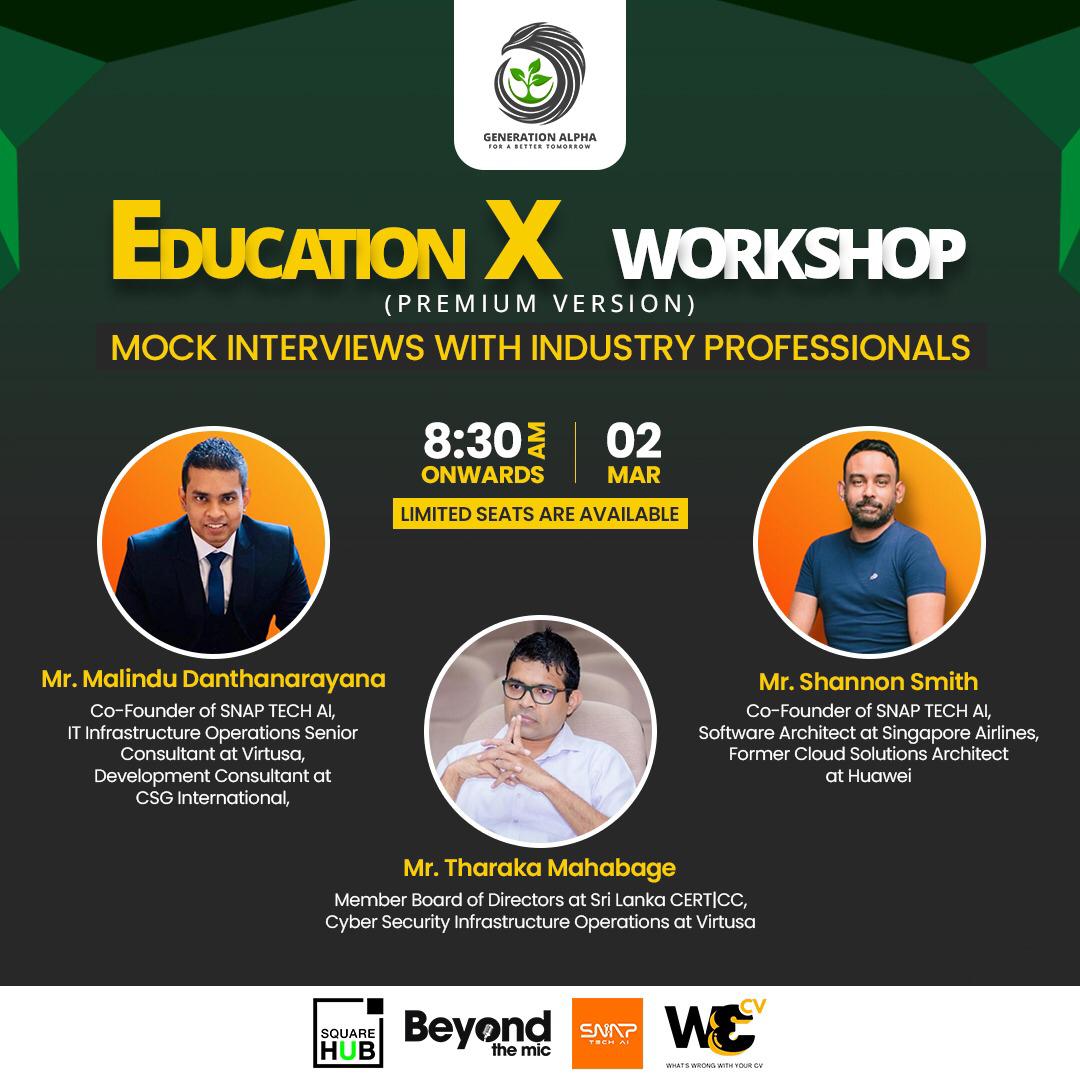 GENERATION ALPHA
FOR A BETTER TOMORROW
EDUCATION X WORKSHOP
(PREMIUM VERSION)
MOCK INTERVIEWS WITH INDUSTRY PROFESSIONALS
8:30 AM
ONWARDS
02
MAR
LIMITED SEATS ARE AVAILABLE
Mr. Malindu Danthanarayana
Co-Founder of SNAP TECH AI,
IT Infrastructure Operations Senior
Consultant at Virtusa,
Development Consultant at
CSG International,
Mr. Shannon Smith
Co-Founder of SNAP TECH AI,
Software Architect at Singapore Airlines,
Former Cloud Solutions Architect
at Huawei
Mr. Tharaka Mahabage
Member Board of Directors at Sri Lanka CERT|CC,
Cyber Security Infrastructure Operations at Virtusa
SQUARE
HUB
Beyond
the mic
SNAP
TECH AI
WE CV
WHAT'S WRONG WITH YOUR CV